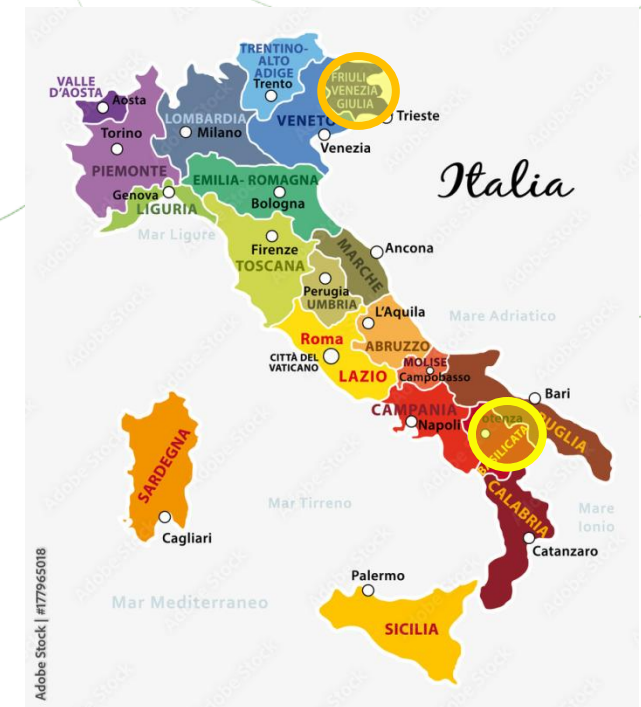 TRENTINO-
ALTO
ADIGE
Trento
FRIULI
VENEZIA
GIULIA
Trieste
VALLE
D'AOSTA
Aosta
LOMBARDIA
Milano
VENETO
Venezia
Torino
PIEMONTE
Genova
LIGURIA
EMILIA- ROMAGNA
Bologna
Italia
Mar Ligure
Firenze
TOSCANA
MARCHE
Ancona
Perugia
UMBRIA
L'Aquila
Mare Adriatico
ABRUZZO
Roma
CITTÀ DEL
VATICANO
LAZIO
MOLISE
Campobasso
CAMPANIA
Napoli
Bari
PUGLIA
Potenza
BASILICATA
SARDEGNA
Cagliari
Mar Tirreno
CALABRIA
Catanzaro
Mare
Ionio
Palermo
SICILIA
Mar Mediterraneo
Adobe Stock | #177965018
Adobe Stock